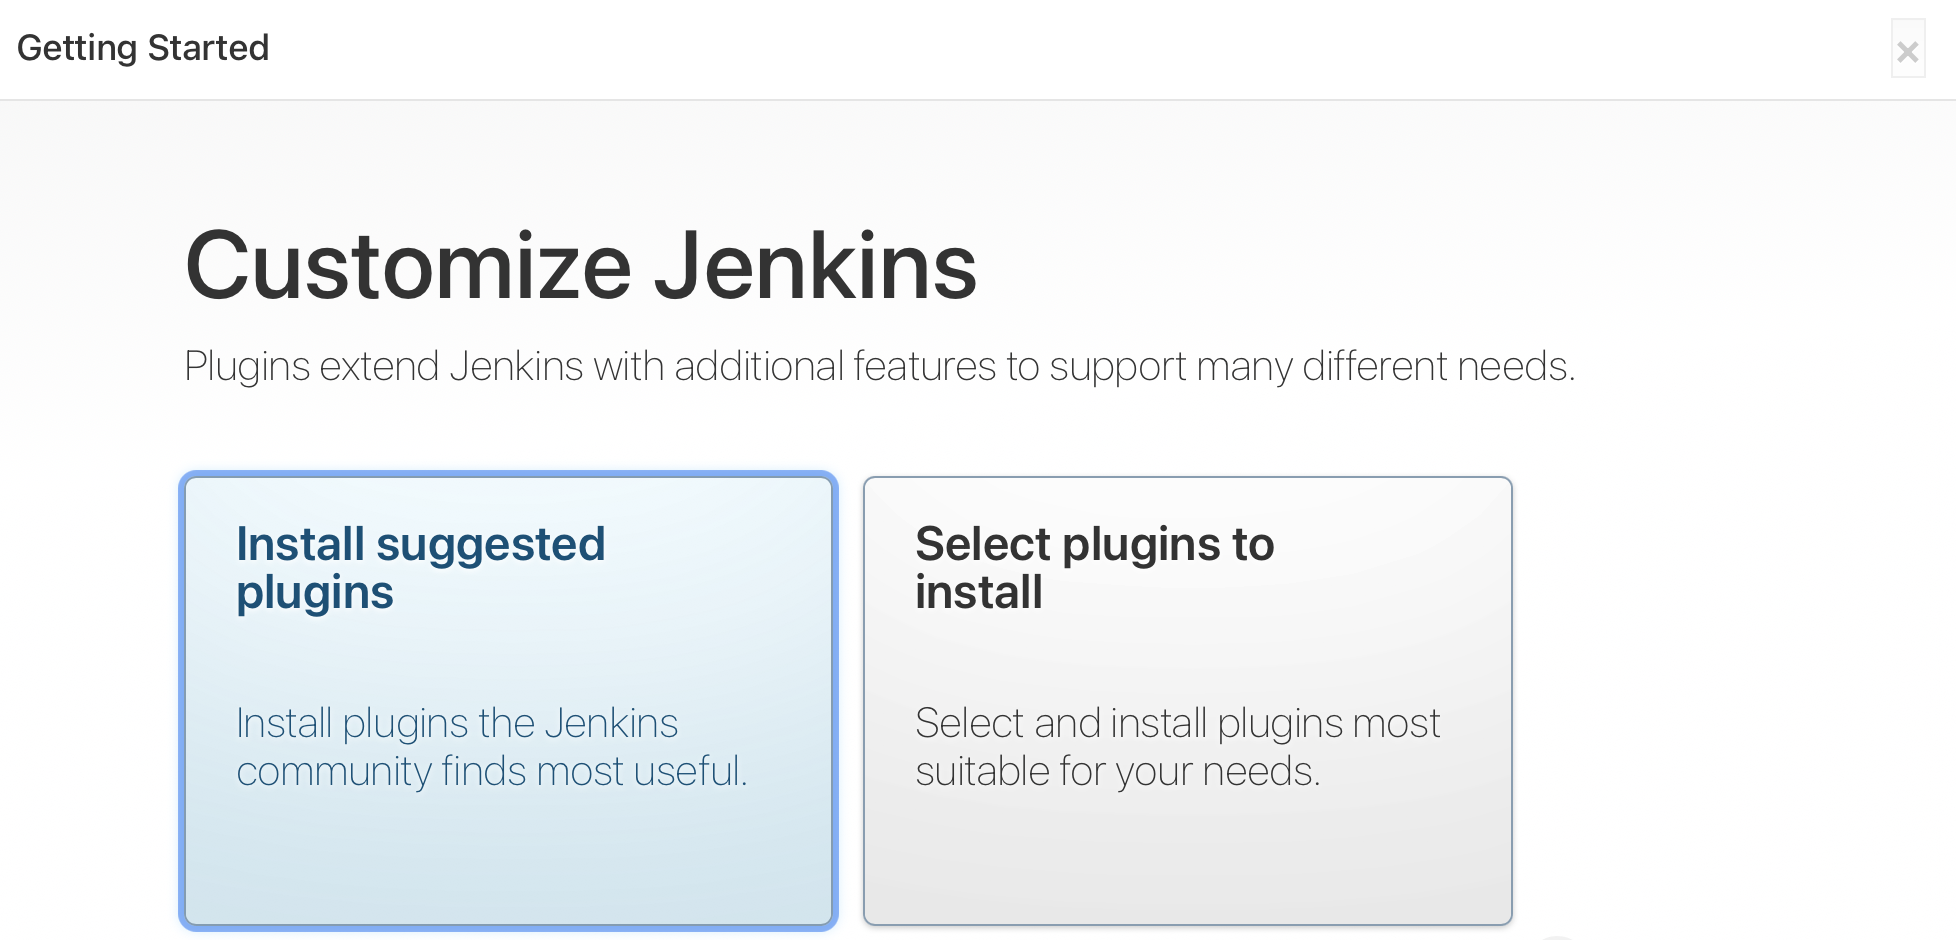 Getting Started
×
Customize Jenkins
Plugins extend Jenkins with additional features to support many different needs.
Install suggested
plugins
Install plugins the Jenkins
community finds most useful.
Select plugins to
install
Select and install plugins most
suitable for your needs.